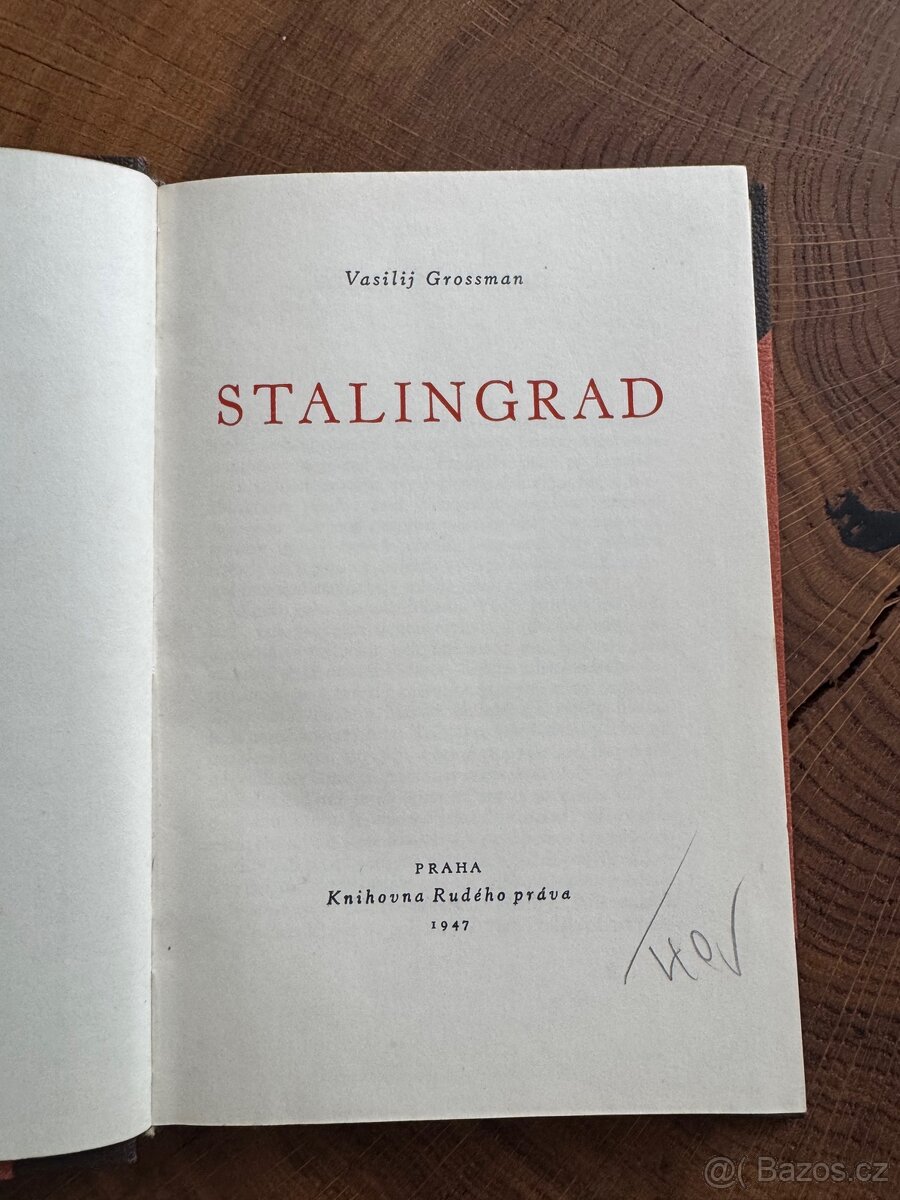 Vasilij Grossman
STALINGRAD
PRAHA
Knihovna Rudého práva
1947
@( Bazos.cz